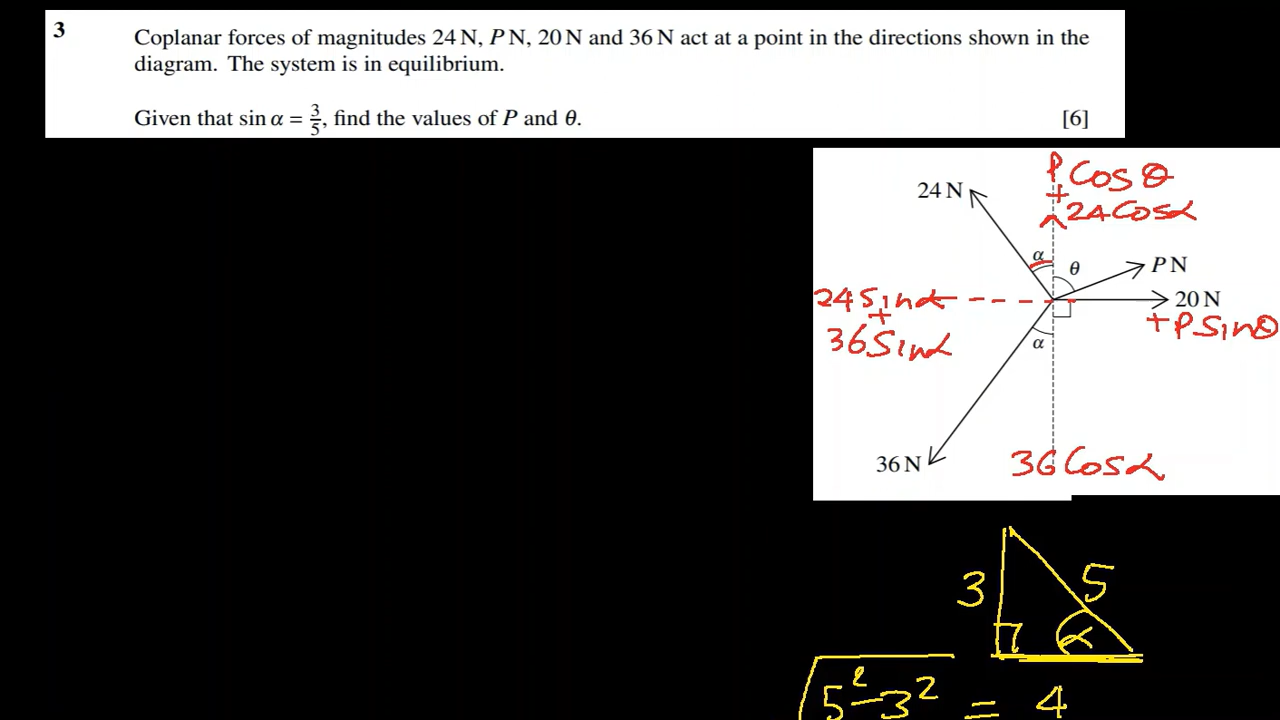 3 Coplanar forces of magnitudes 24 N, P N, 20 N and 36 N act at a point in the directions shown in the
diagram. The system is in equilibrium.
Given that sin α = 3/5, find the values of P and θ. [6]
P Cos θ
+
24 N
24 Cos α
α
θ
P N
24 Sin α
20 N
+
+ P Sin θ
36 Sin α
α
36 N
36 Cos α
3
5
α
√5² - 3² = 4